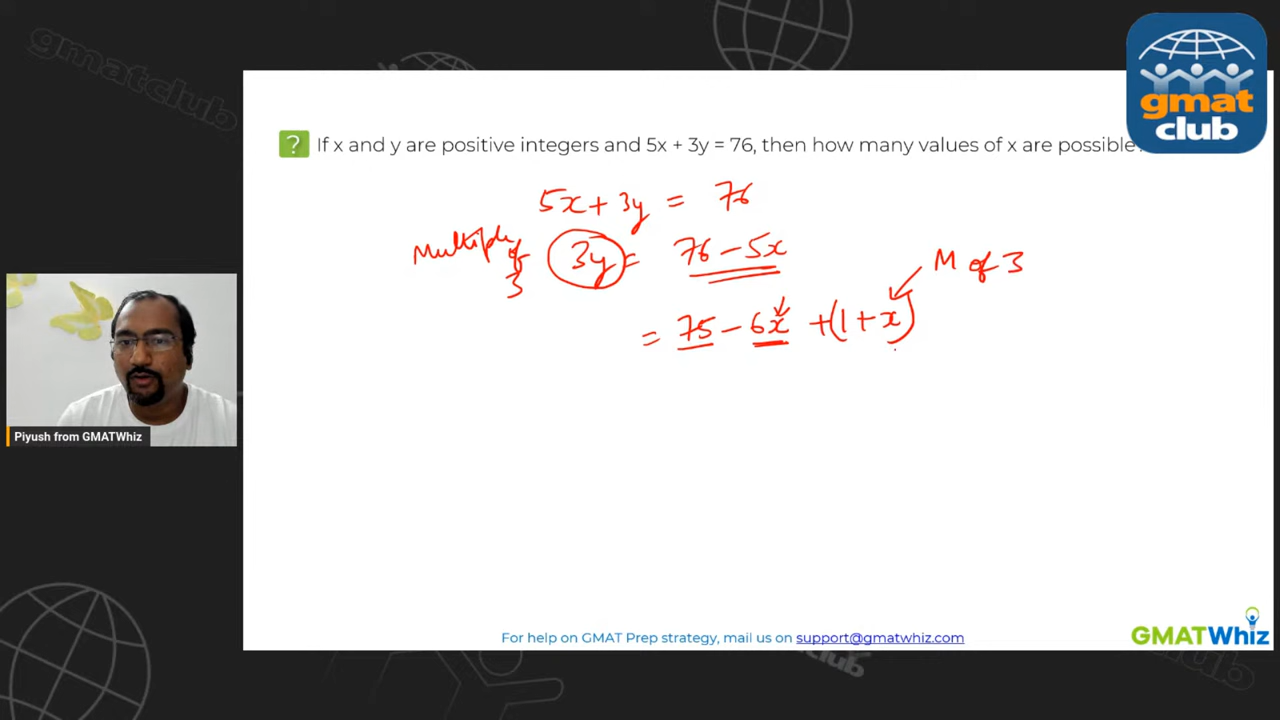 gmatclub
gmat
club
? If x and y are positive integers and 5x + 3y = 76, then how many values of x are possible?
5x + 3y = 76
Multiple of 3 3y = 76 - 5x
M of 3
= 75 - 6x + (1 + x)
Piyush from GMATWhiz
For help on GMAT Prep strategy, mail us on support@gmatwhiz.com
GMATWhiz
club